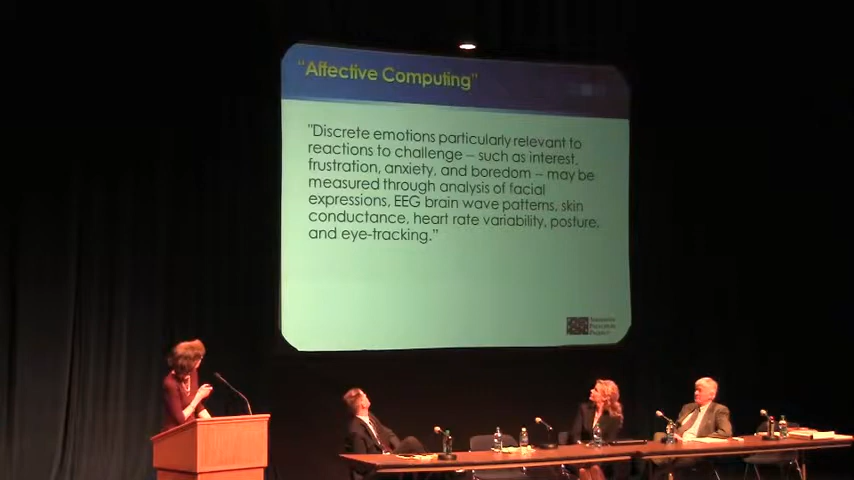 "Affective Computing"
"Discrete emotions particularly relevant to
reactions to challenge – such as interest,
frustration, anxiety, and boredom – may be
measured through analysis of facial
expressions, EEG brain wave patterns, skin
conductance, heart rate variability, posture,
and eye-tracking."